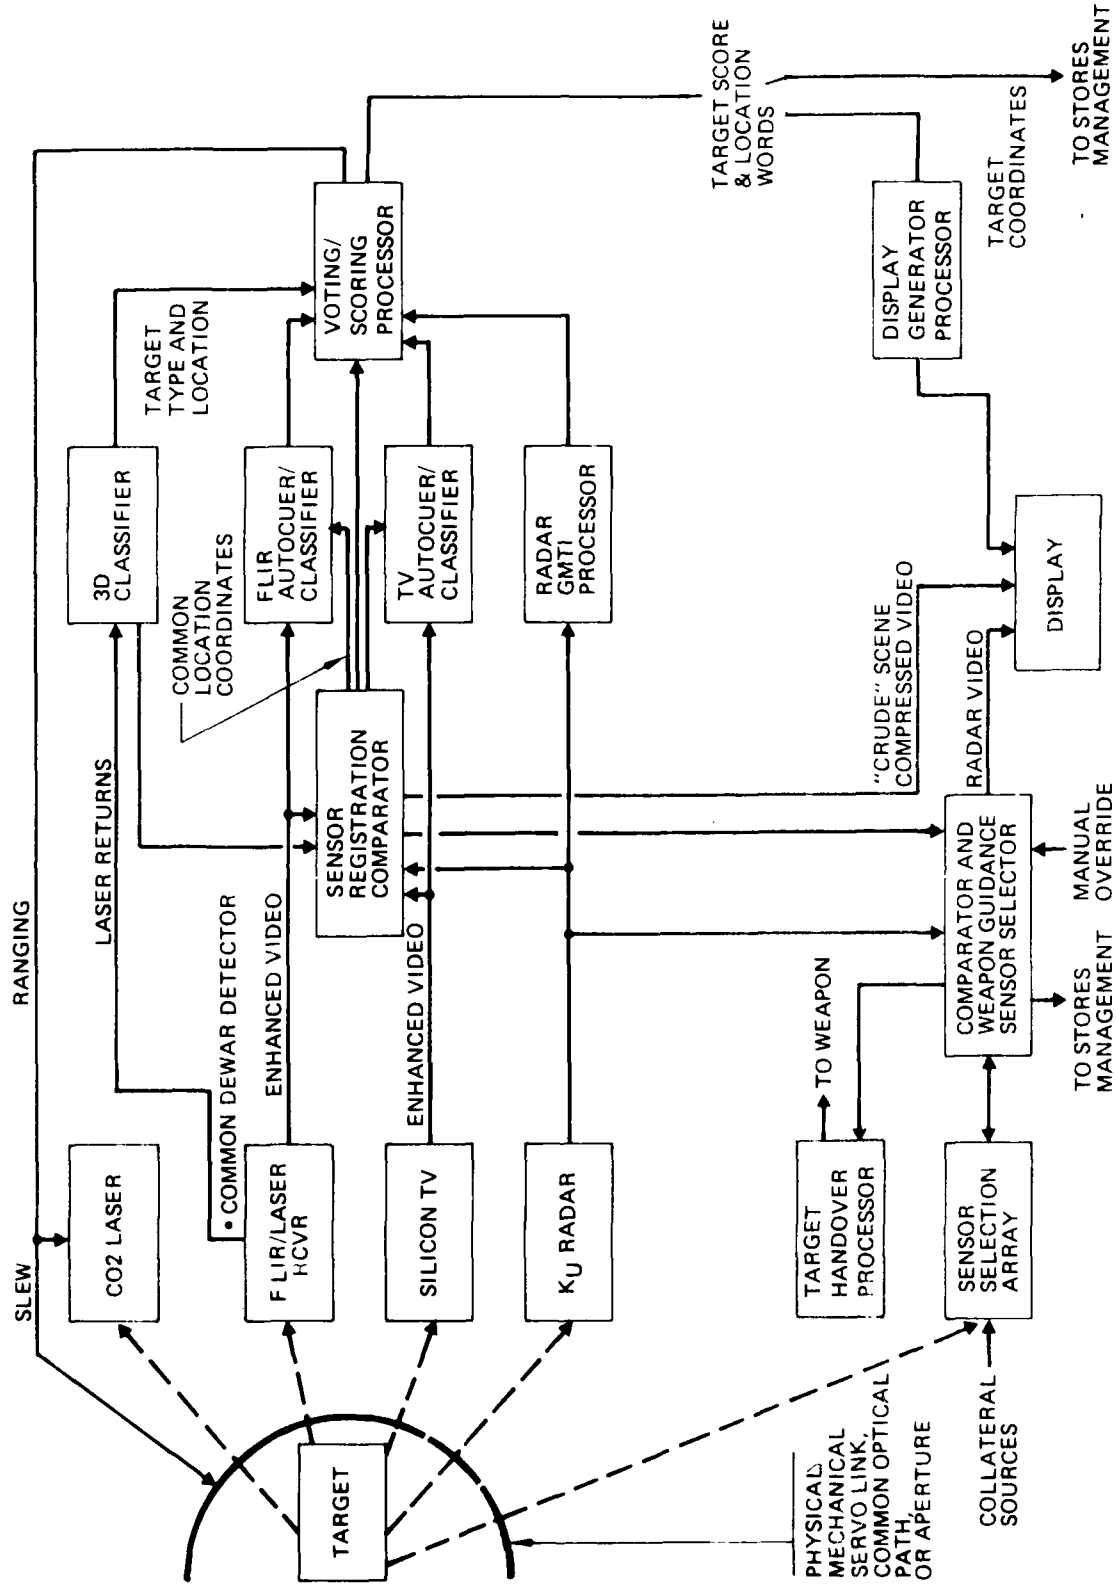 SLEW
RANGING
CO2 LASER
LASER RETURNS
3D
CLASSIFIER
TARGET
TYPE AND
LOCATION
• COMMON DEWAR DETECTOR
COMMON
LOCATION
COORDINATES
FLIR/LASER
RCVR
ENHANCED VIDEO
FLIR
AUTOCUER/
CLASSIFIER
TARGET
SENSOR
REGISTRATION
COMPARATOR
VOTING/
SCORING
PROCESSOR
SILICON TV
ENHANCED VIDEO
TV
AUTOCUER/
CLASSIFIER
KU RADAR
RADAR
GMTI
PROCESSOR
TARGET SCORE
& LOCATION
WORDS
PHYSICAL
MECHANICAL
SERVO LINK,
COMMON OPTICAL
PATH,
OR APERTURE
TARGET
HANDOVER
PROCESSOR
TO WEAPON
"CRUDE" SCENE
COMPRESSED VIDEO
DISPLAY
GENERATOR
PROCESSOR
COLLATERAL
SOURCES
SENSOR
SELECTION
ARRAY
COMPARATOR AND
WEAPON GUIDANCE
SENSOR SELECTOR
RADAR VIDEO
DISPLAY
TARGET
COORDINATES
TO STORES
MANAGEMENT
MANUAL
OVERRIDE
TO STORES
MANAGEMENT